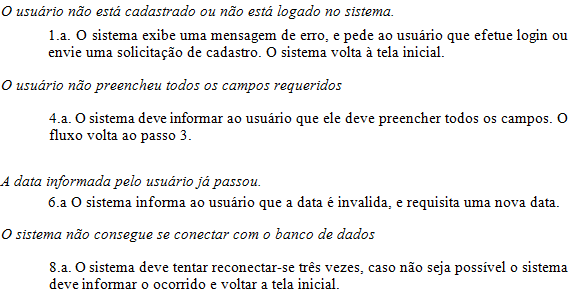 O usuário não está cadastrado ou não está logado no sistema.
1.a. O sistema exibe uma mensagem de erro, e pede ao usuário que efetue login ou
envie uma solicitação de cadastro. O sistema volta à tela inicial.
O usuário não preencheu todos os campos requeridos
4.a. O sistema deve informar ao usuário que ele deve preencher todos os campos. O
fluxo volta ao passo 3.
A data informada pelo usuário já passou.
6.a O sistema informa ao usuário que a data é invalida, e requisita uma nova data.
O sistema não consegue se conectar com o banco de dados
8.a. O sistema deve tentar reconectar-se três vezes, caso não seja possível o sistema
deve informar o ocorrido e voltar a tela inicial.